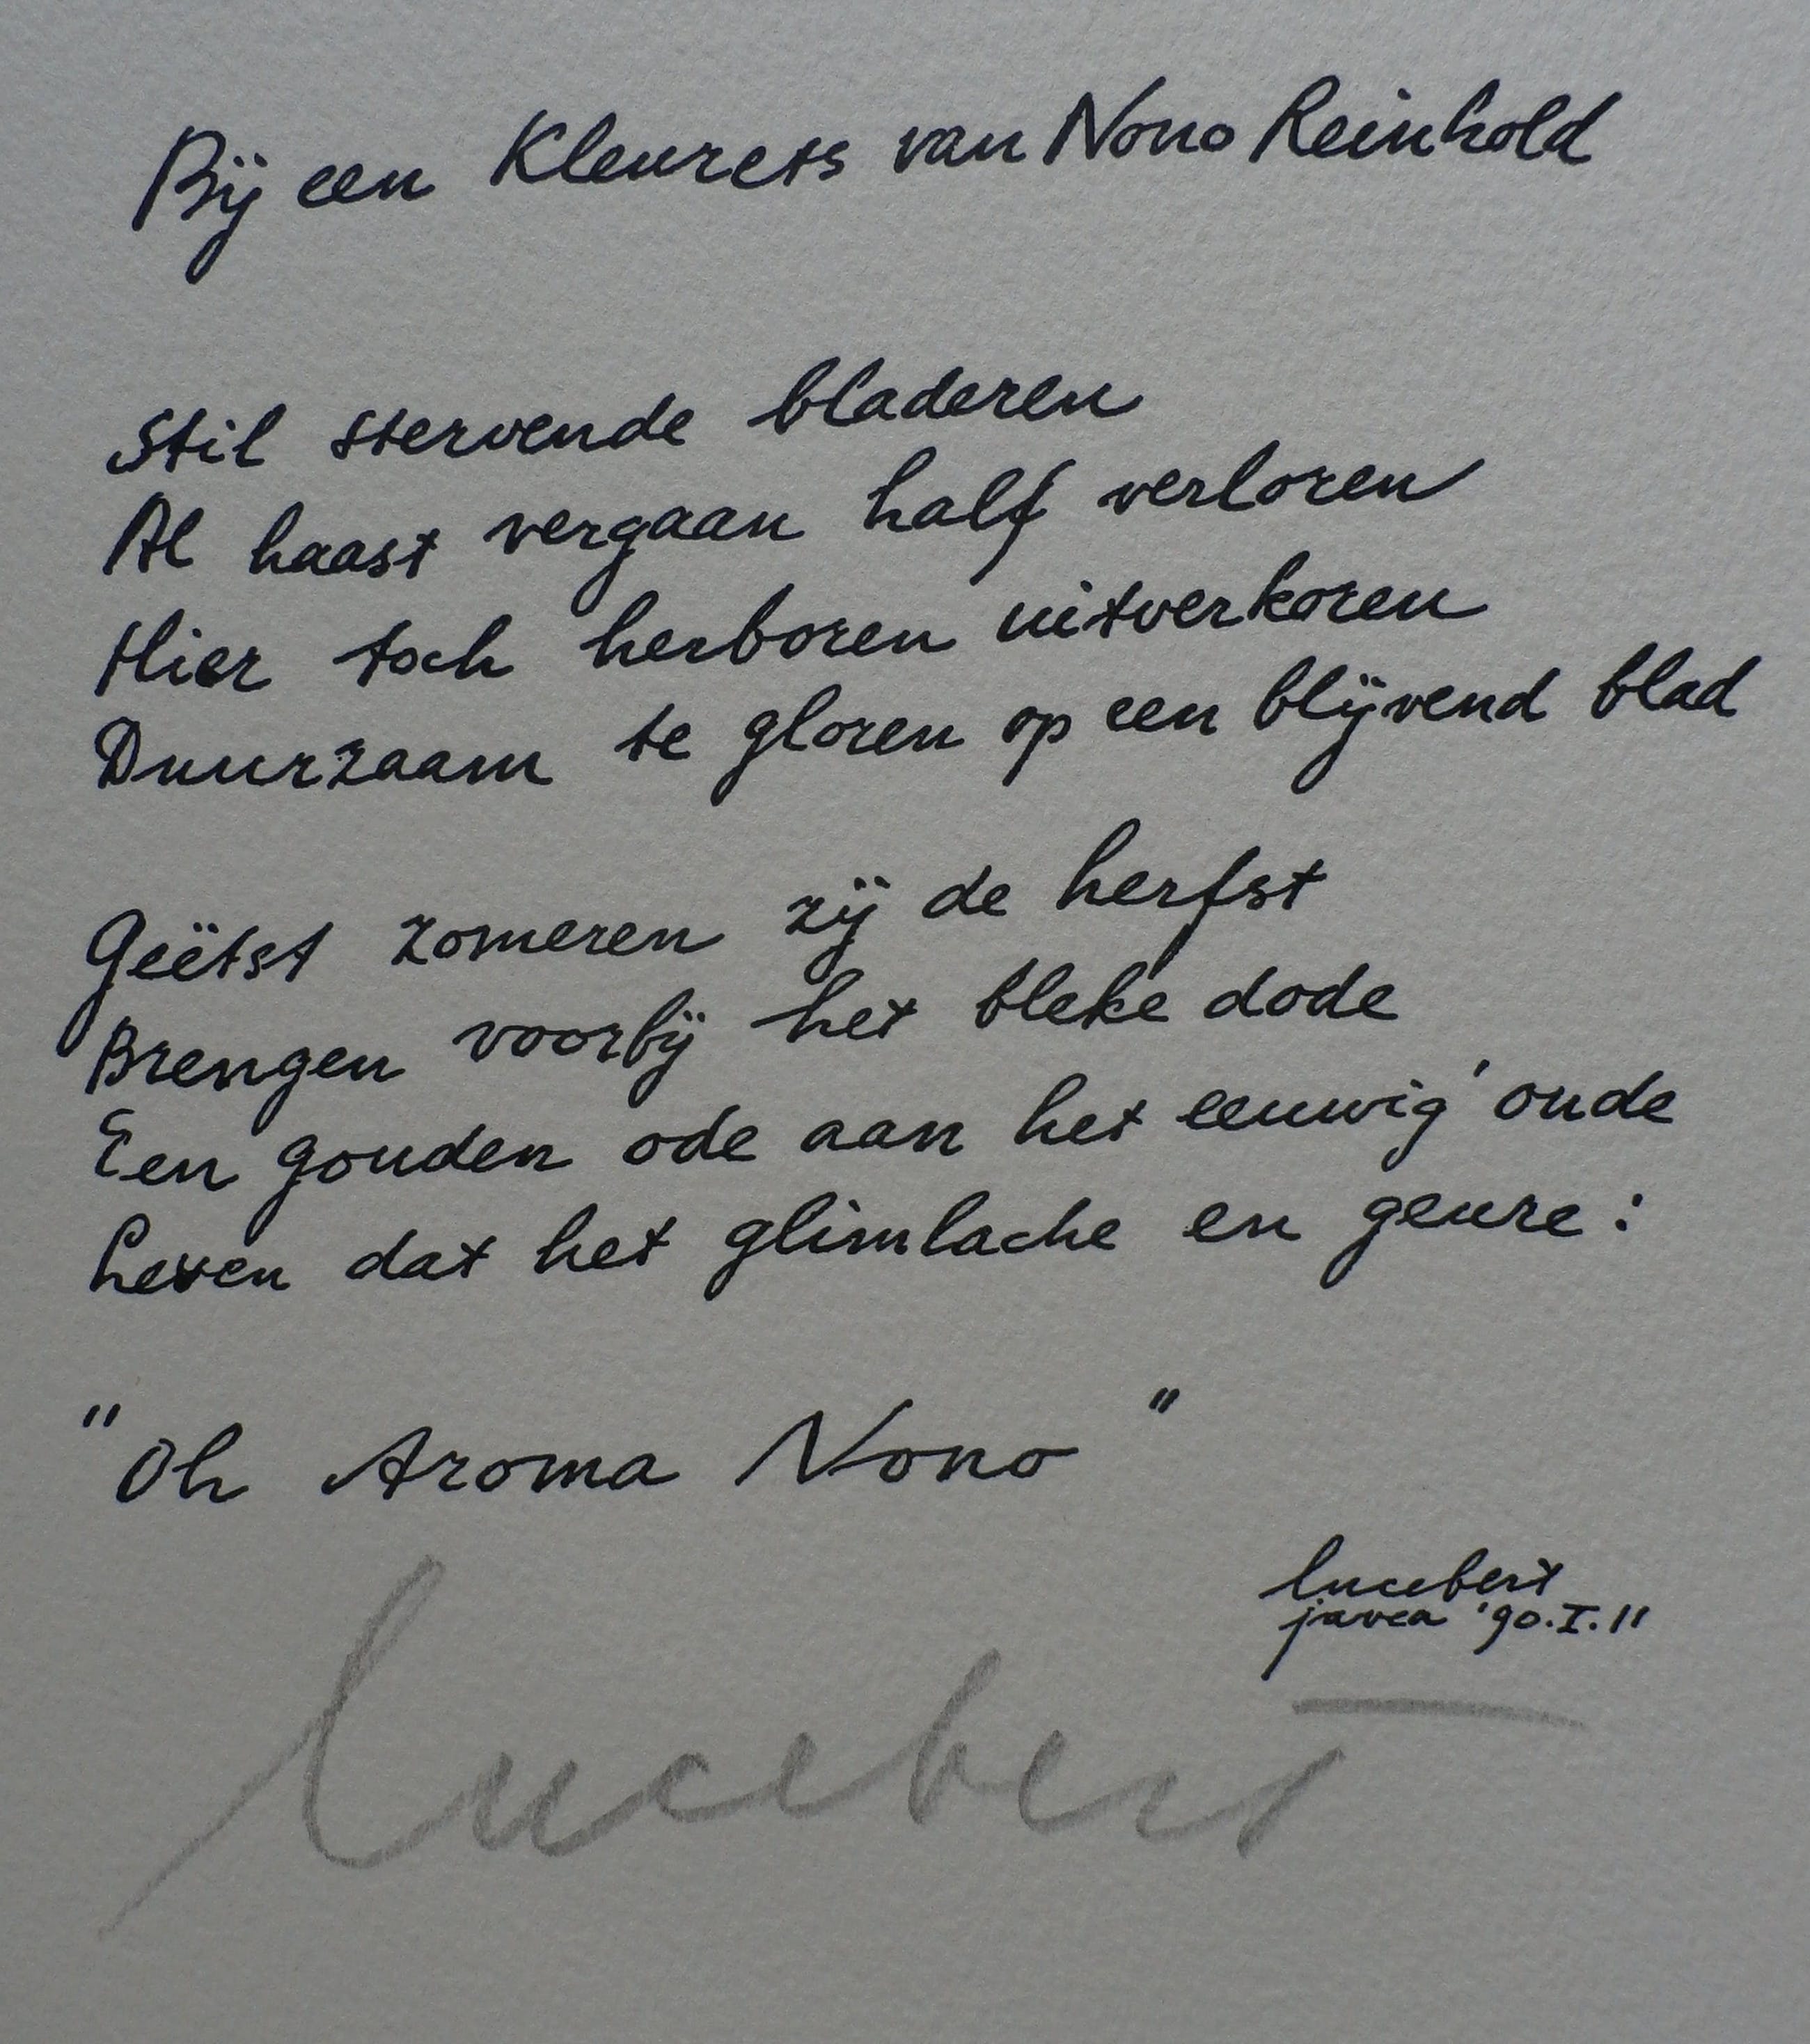 Bij een Kleurets van Nono Reinhold
Stil stervende bladeren
Al haast vergaan half verloren
Hier toch herboren uitverkoren
Duurzaam te gloren op een blijvend blad
Geëtst zomeren zij de herfst
Brengen voorbij het bleke dode
Een gouden ode aan het eeuwig' oude
Leven dat het glimlache en geure:
"Oh Aroma Nono"
lucebert
javea '90.I.11
lucebert